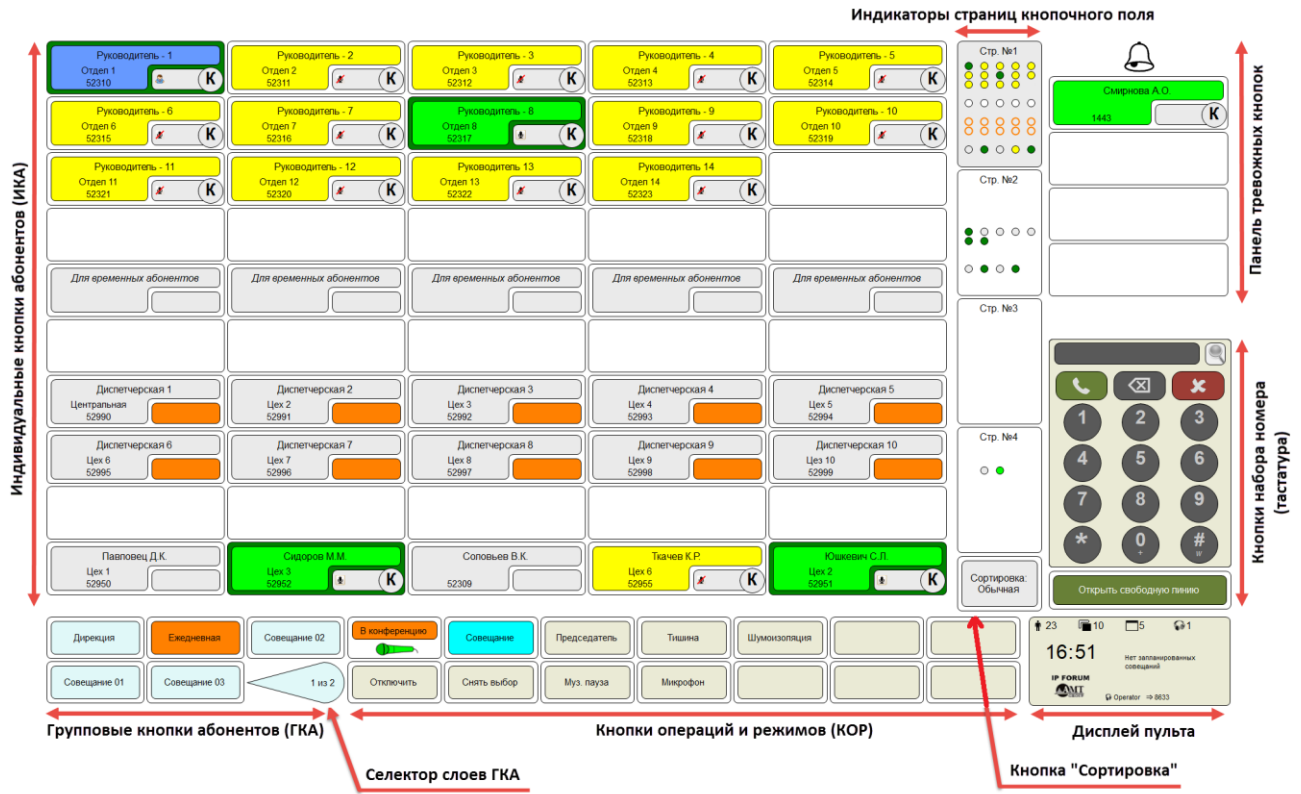 Индикаторы страниц кнопочного поля
Индивидуальные кнопки абонентов (ИКА)
Руководитель - 1
Отдел 1
52310
К
Руководитель - 2
Отдел 2
52311
К
Руководитель - 3
Отдел 3
52312
К
Руководитель - 4
Отдел 4
52313
К
Руководитель - 5
Отдел 5
52314
К
Руководитель - 6
Отдел 6
52315
К
Руководитель - 7
Отдел 7
52316
К
Руководитель - 8
Отдел 8
52317
К
Руководитель - 9
Отдел 9
52318
К
Руководитель - 10
Отдел 10
52319
К
Руководитель - 11
Отдел 11
52321
К
Руководитель - 12
Отдел 12
52320
К
Руководитель 13
Отдел 13
52322
К
Руководитель 14
Отдел 14
52323
К
Для временных абонентов
Для временных абонентов
Для временных абонентов
Для временных абонентов
Для временных абонентов
Диспетчерская 1
Центральная
52990
Диспетчерская 2
Цех 2
52991
Диспетчерская 3
Цех 3
52992
Диспетчерская 4
Цех 4
52993
Диспетчерская 5
Цех 5
52994
Диспетчерская 6
Цех 6
52995
Диспетчерская 7
Цех 7
52996
Диспетчерская 8
Цех 8
52997
Диспетчерская 9
Цех 9
52998
Диспетчерская 10
Цез 10
52999
Павловец Д.К.
Цех 1
52950
Сидоров М.М.
Цех 3
52952
К
Соловьев В.К.
52309
Ткачев К.Р.
Цех 6
52955
К
Юшкевич С.Л.
Цех 2
52951
К
Стр. №1
Стр. №2
Стр. №3
Стр. №4
Сортировка:
Обычная
Смирнова А.О.
1443
К
Панель тревожных кнопок
1
2
3
4
5
6
7
8
9
*
0
+
#
w
Открыть свободную линию
Кнопки набора номера
(тастатура)
Дирекция
Ежедневная
Совещание 02
Совещание 01
Совещание 03
1 из 2
В конференцию
Совещание
Председатель
Тишина
Шумоизоляция
Отключить
Снять выбор
Муз. пауза
Микрофон
23
10
5
1
16:51
Нет запланированных
совещаний
IP FORUM
AMT
Operator ⇒ 8633
Групповые кнопки абонентов (ГКА)
Кнопки операций и режимов (КОР)
Дисплей пульта
Селектор слоев ГКА
Кнопка "Сортировка"